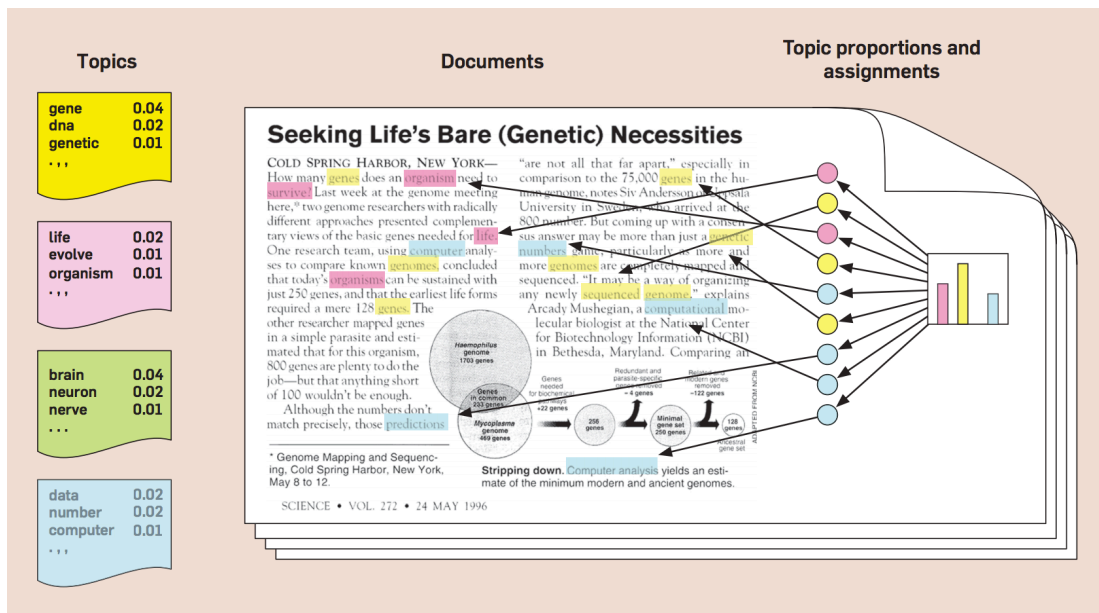 Topics
Documents
Topic proportions and
assignments
gene 0.04
dna 0.02
genetic 0.01
. , ,
life 0.02
evolve 0.01
organism 0.01
. , ,
brain 0.04
neuron 0.02
nerve 0.01
. . .
data 0.02
number 0.02
computer 0.01
. , ,
Seeking Life's Bare (Genetic) Necessities
COLD SPRING HARBOR, NEW YORK—
How many genes does an organism need to
survive? Last week at the genome meeting
here,* two genome researchers with radically
different approaches presented complemen-
tary views of the basic genes needed for life.
One research team, using computer analy-
ses to compare known genomes, concluded
that today's organisms can be sustained with
just 250 genes, and that the earliest life forms
required a mere 128 genes. The
other researcher mapped genes
in a simple parasite and esti-
mated that for this organism,
800 genes are plenty to do the
job—but that anything short
of 100 wouldn't be enough.
Although the numbers don't
match precisely, those predictions
* Genome Mapping and Sequenc-
ing, Cold Spring Harbor, New York,
May 8 to 12.
"are not all that far apart," especially in
comparison to the 75,000 genes in the hu-
man genome, notes Siv Andersson of Uppsala
University in Sweden, who arrived at the
800 number. But coming up with a consen-
sus answer may be more than just a genetic
numbers game, particularly as more and
more genomes are completely mapped and
sequenced. "It may be a way of organizing
any newly sequenced genome," explains
Arcady Mushegian, a computational mo-
lecular biologist at the National Center
for Biotechnology Information (NCBI)
in Bethesda, Maryland. Comparing an
Haemophilus
genome
1703 genes
Genes
in common
233 genes
Mycoplasma
genome
469 genes
Genes
needed
for biochemical
pathways
+22 genes
256
genes
Redundant and
parasite-specific
genes removed
– 4 genes
Minimal
gene set
250 genes
Related and
modern genes
removed
–122 genes
128
genes
Ancestral
gene set
ADAPTED FROM NCBI
Stripping down. Computer analysis yields an esti-
mate of the minimum modern and ancient genomes.
SCIENCE • VOL. 272 • 24 MAY 1996